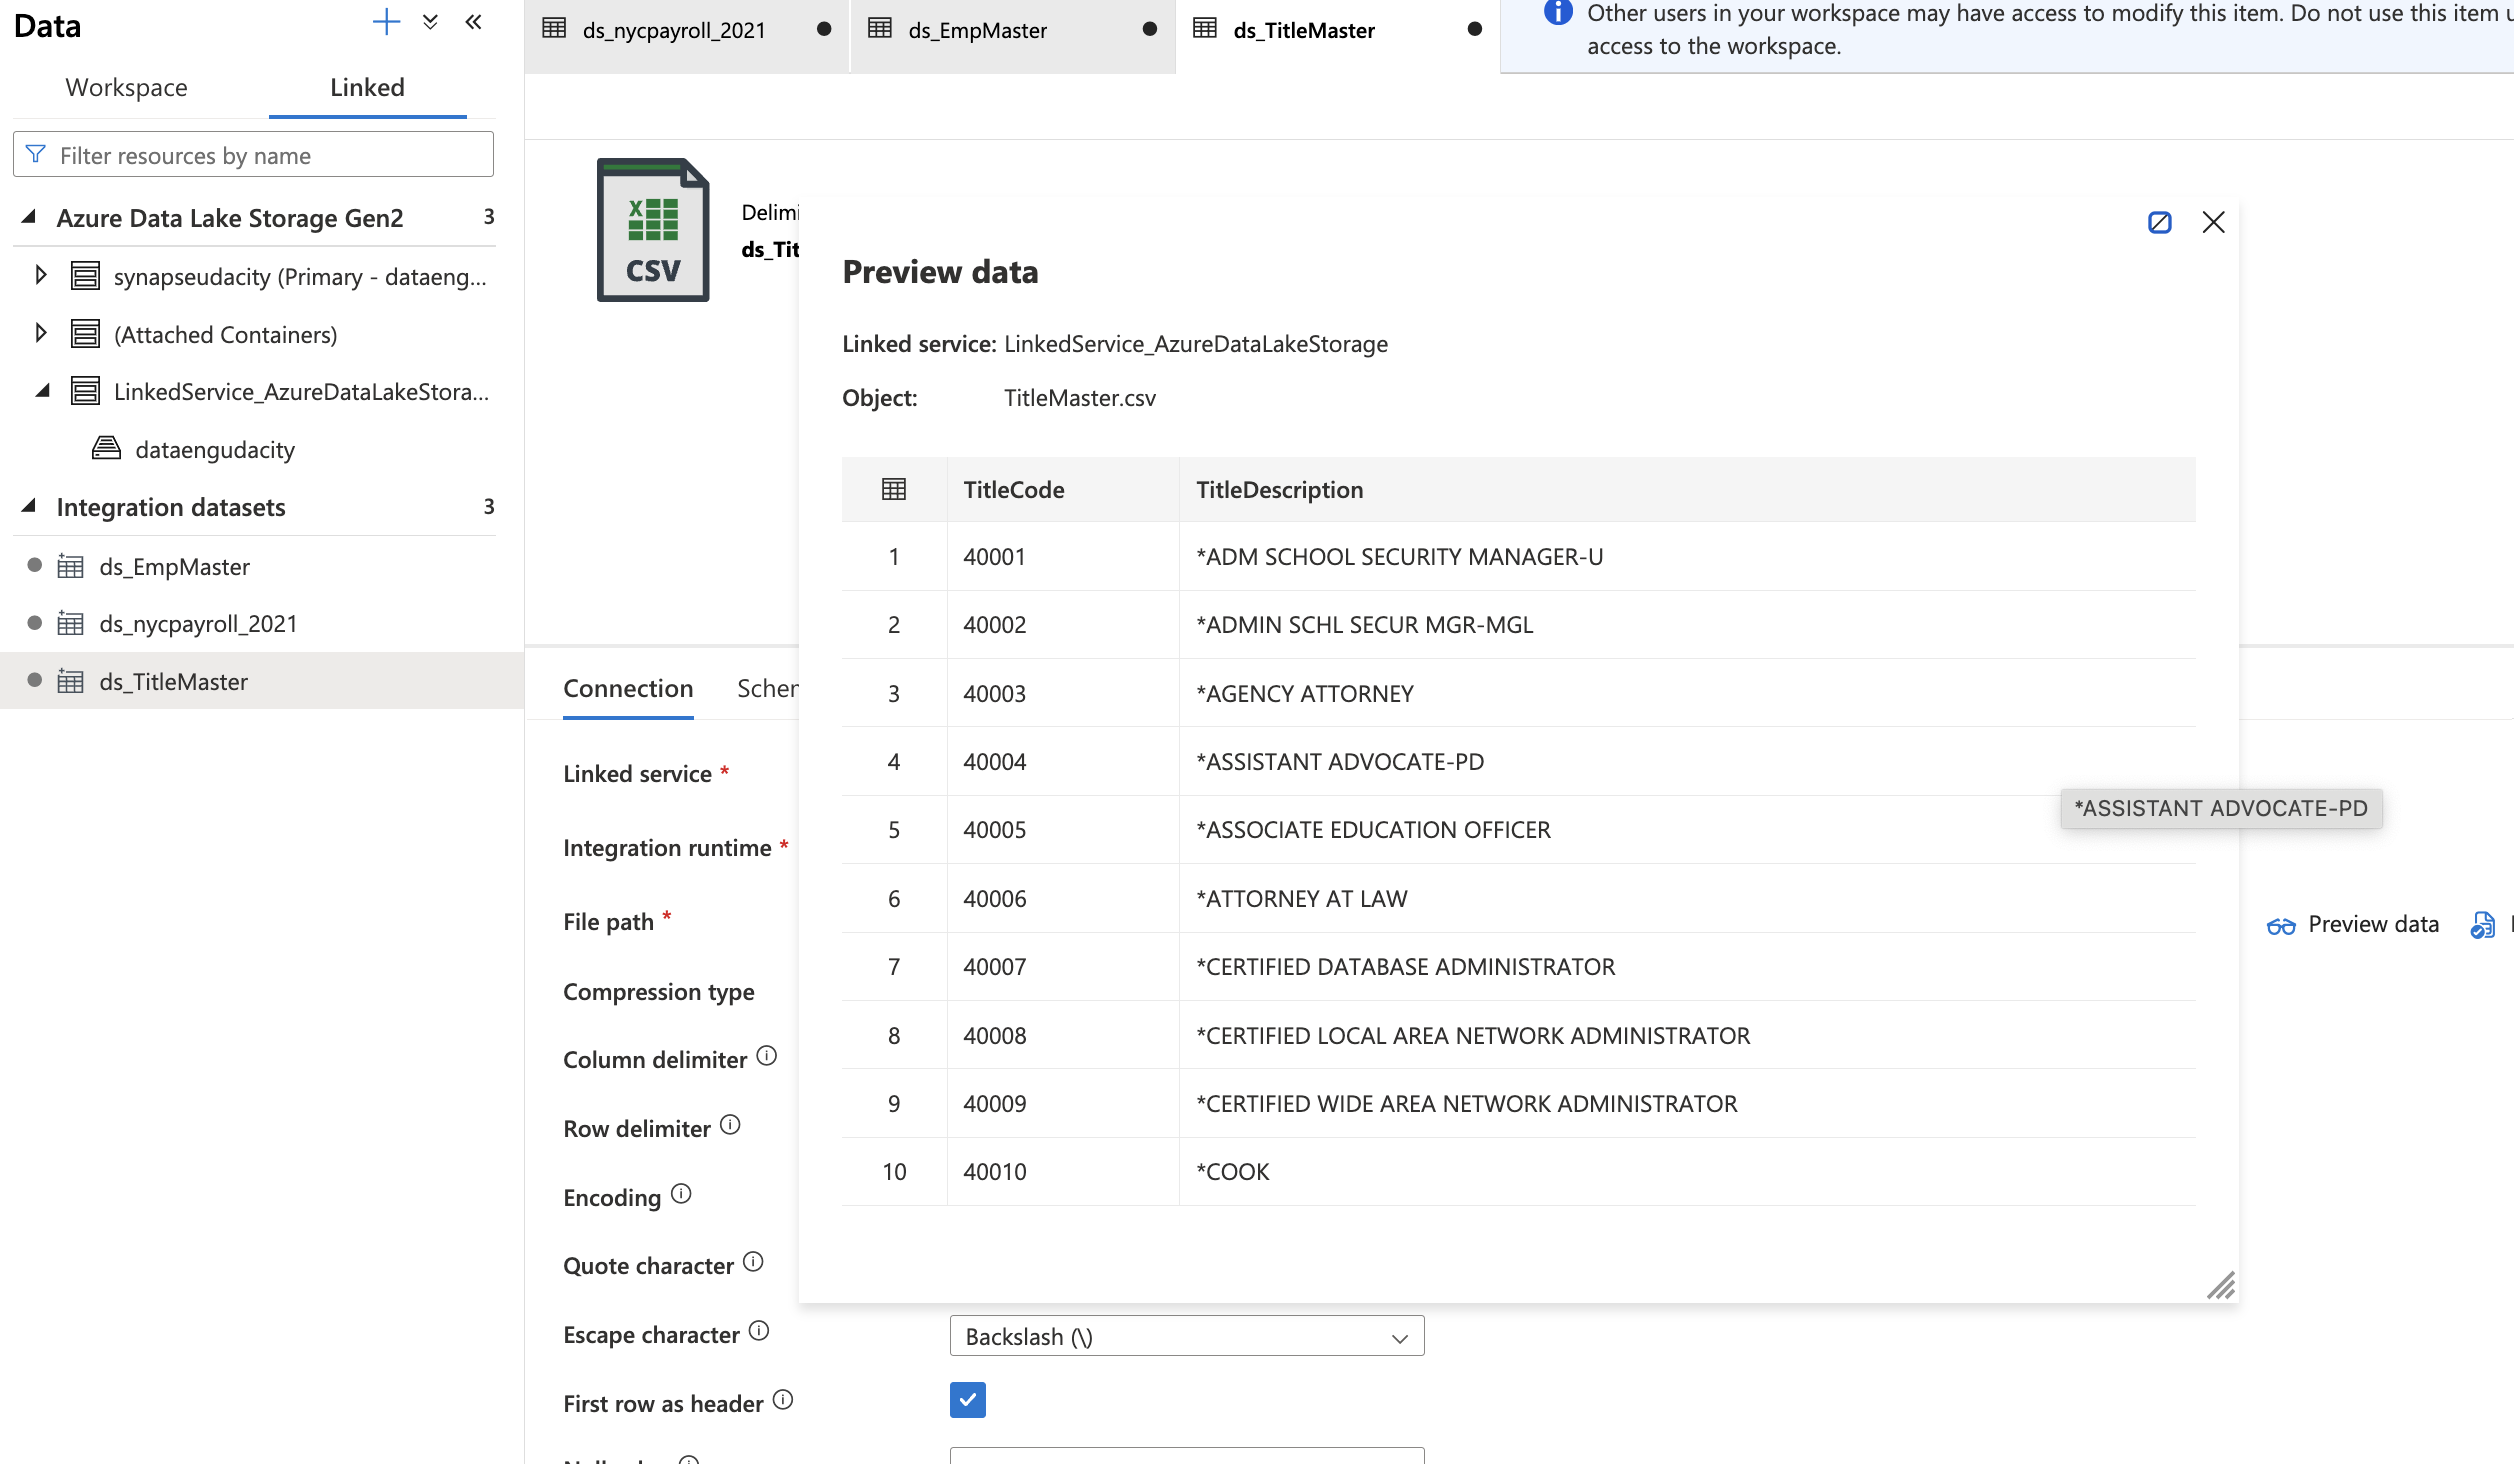 Data
Workspace
Linked
Filter resources by name
Azure Data Lake Storage Gen2 3
synapseudacity (Primary - dataeng...
(Attached Containers)
LinkedService_AzureDataLakeStora...
dataengudacity
Integration datasets 3
ds_EmpMaster
ds_nycpayroll_2021
ds_TitleMaster
ds_nycpayroll_2021
ds_EmpMaster
ds_TitleMaster
Other users in your workspace may have access to modify this item. Do not use this item
access to the workspace.
CSV
Delimi
ds_Tit
Preview data
Linked service: LinkedService_AzureDataLakeStorage
Object: TitleMaster.csv
TitleCode TitleDescription
1 40001 *ADM SCHOOL SECURITY MANAGER-U
2 40002 *ADMIN SCHL SECUR MGR-MGL
3 40003 *AGENCY ATTORNEY
4 40004 *ASSISTANT ADVOCATE-PD
5 40005 *ASSOCIATE EDUCATION OFFICER
6 40006 *ATTORNEY AT LAW
7 40007 *CERTIFIED DATABASE ADMINISTRATOR
8 40008 *CERTIFIED LOCAL AREA NETWORK ADMINISTRATOR
9 40009 *CERTIFIED WIDE AREA NETWORK ADMINISTRATOR
10 40010 *COOK
*ASSISTANT ADVOCATE-PD
Connection
Schem
Linked service *
Integration runtime *
File path *
Preview data
Compression type
Column delimiter
Row delimiter
Encoding
Quote character
Escape character
Backslash (\)
First row as header